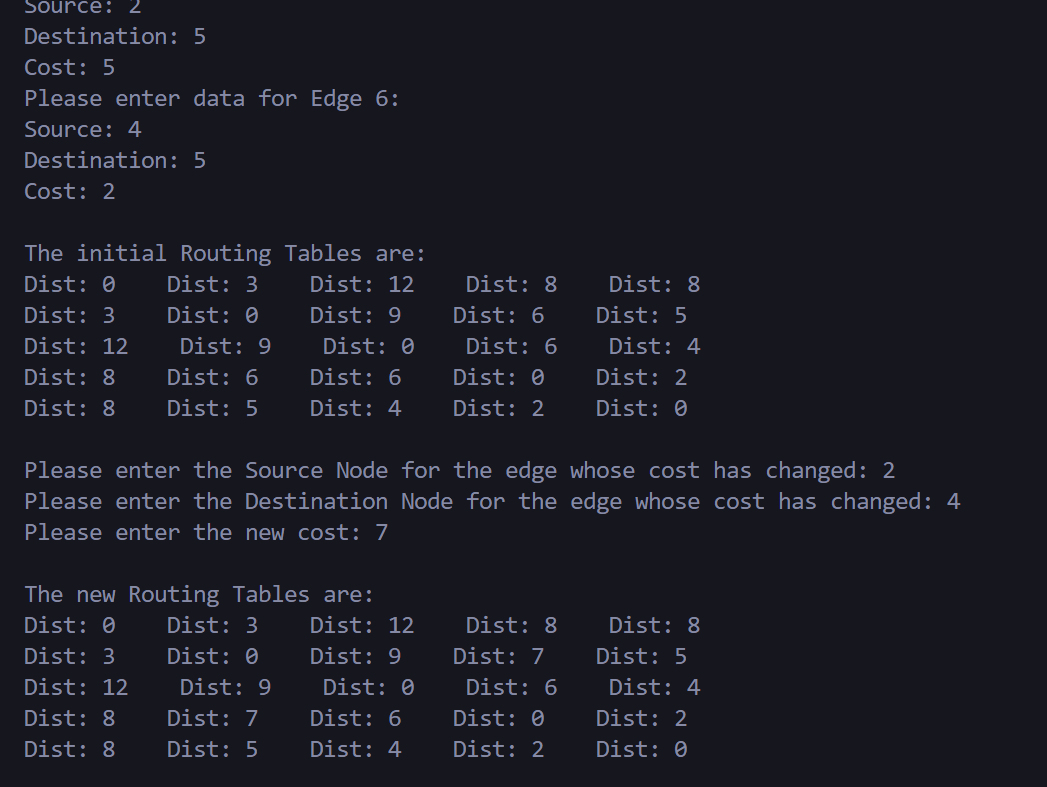 Source: 2
Destination: 5
Cost: 5
Please enter data for Edge 6:
Source: 4
Destination: 5
Cost: 2
The initial Routing Tables are:
Dist: 0    Dist: 3    Dist: 12    Dist: 8    Dist: 8
Dist: 3    Dist: 0    Dist: 9    Dist: 6    Dist: 5
Dist: 12    Dist: 9    Dist: 0    Dist: 6    Dist: 4
Dist: 8    Dist: 6    Dist: 6    Dist: 0    Dist: 2
Dist: 8    Dist: 5    Dist: 4    Dist: 2    Dist: 0
Please enter the Source Node for the edge whose cost has changed: 2
Please enter the Destination Node for the edge whose cost has changed: 4
Please enter the new cost: 7
The new Routing Tables are:
Dist: 0    Dist: 3    Dist: 12    Dist: 8    Dist: 8
Dist: 3    Dist: 0    Dist: 9    Dist: 7    Dist: 5
Dist: 12    Dist: 9    Dist: 0    Dist: 6    Dist: 4
Dist: 8    Dist: 7    Dist: 6    Dist: 0    Dist: 2
Dist: 8    Dist: 5    Dist: 4    Dist: 2    Dist: 0